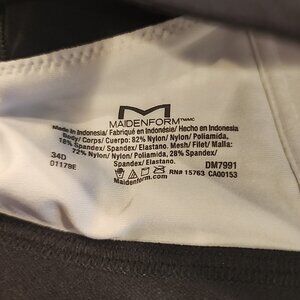 MAIDENFORM
Made in Indonesia/ Fabriqué en Indonésie/ Hecho en Indonesia
Body/ Corps/ Cuerpo: 82% Nylon/ Nylon/ Poliamida,
18% Spandex/ Spandex/ Elastano. Mesh/ Filet/ Malla:
72% Nylon/ Nylon/ Poliamida, 28% Spandex/
Spandex/ Elastano.
34D
D1179E
DM7991
RN# 15763 CA00153
Maidenform.com